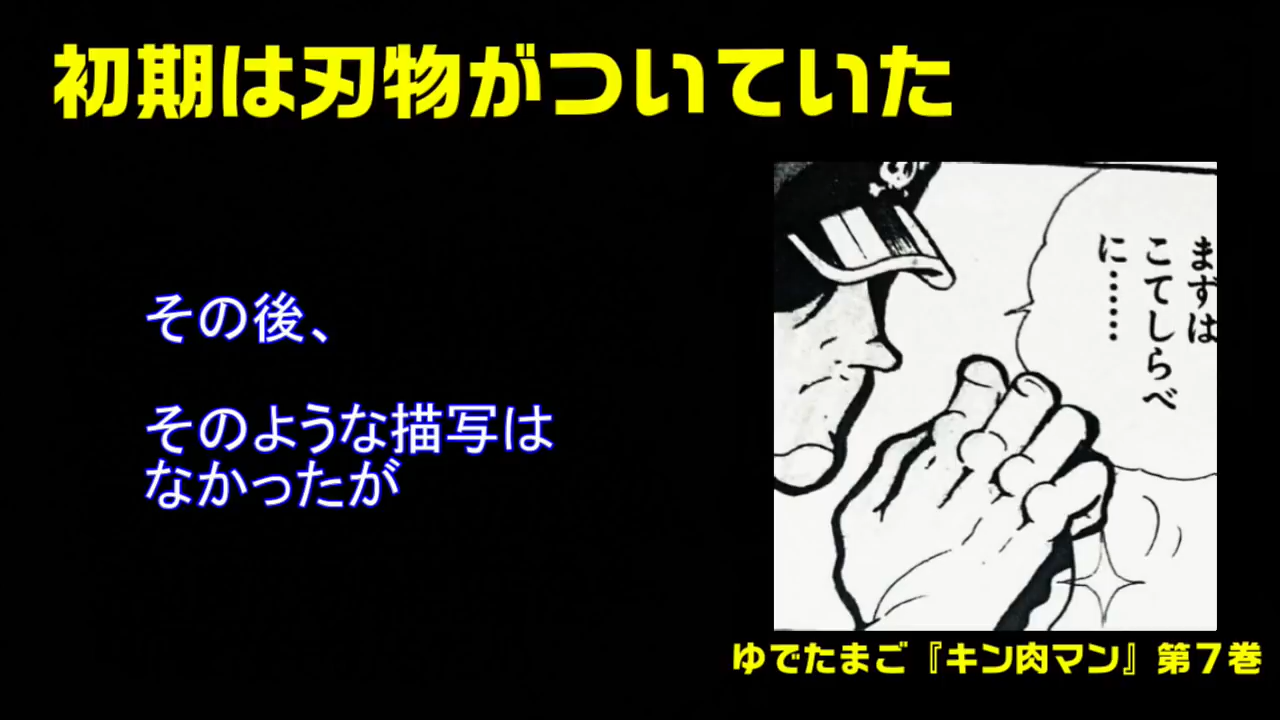 初期は刃物がついていた
その後、
そのような描写は
なかったが
まずは
こてしらべ
に……
ゆでたまご『キン肉マン』第７巻